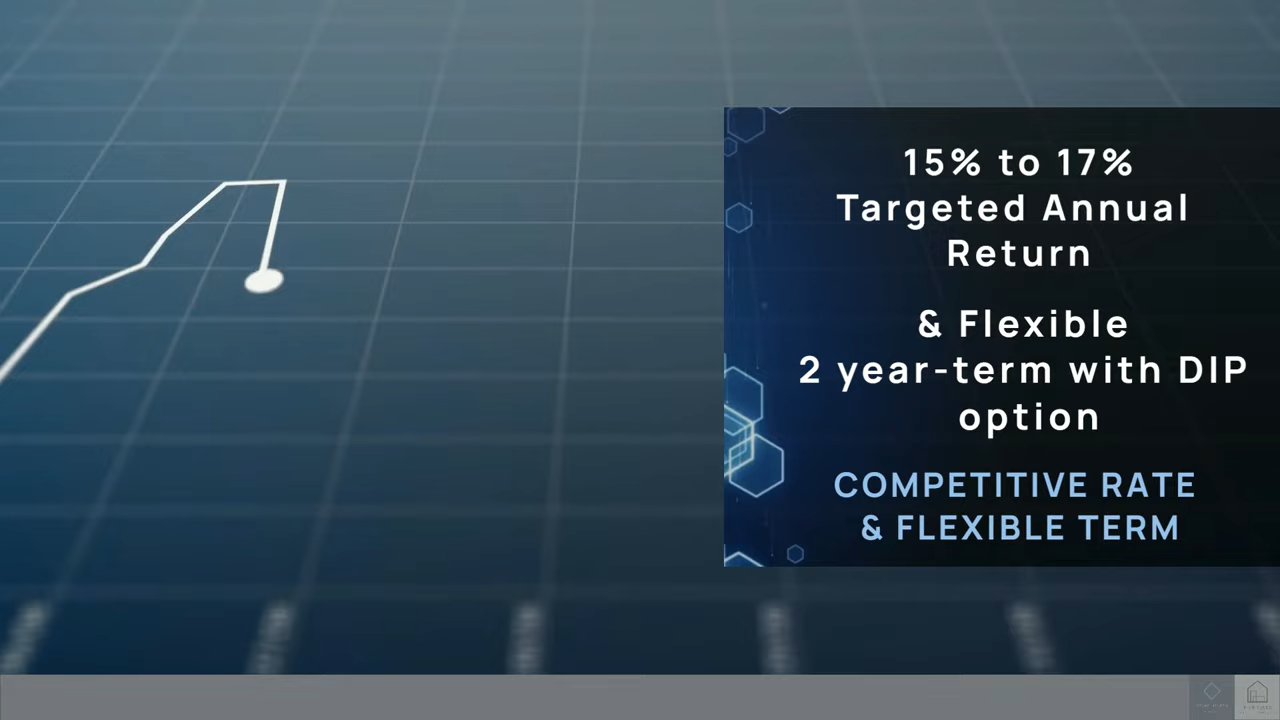 15% to 17%
Targeted Annual
Return
& Flexible
2 year-term with DIP
option
COMPETITIVE RATE
& FLEXIBLE TERM